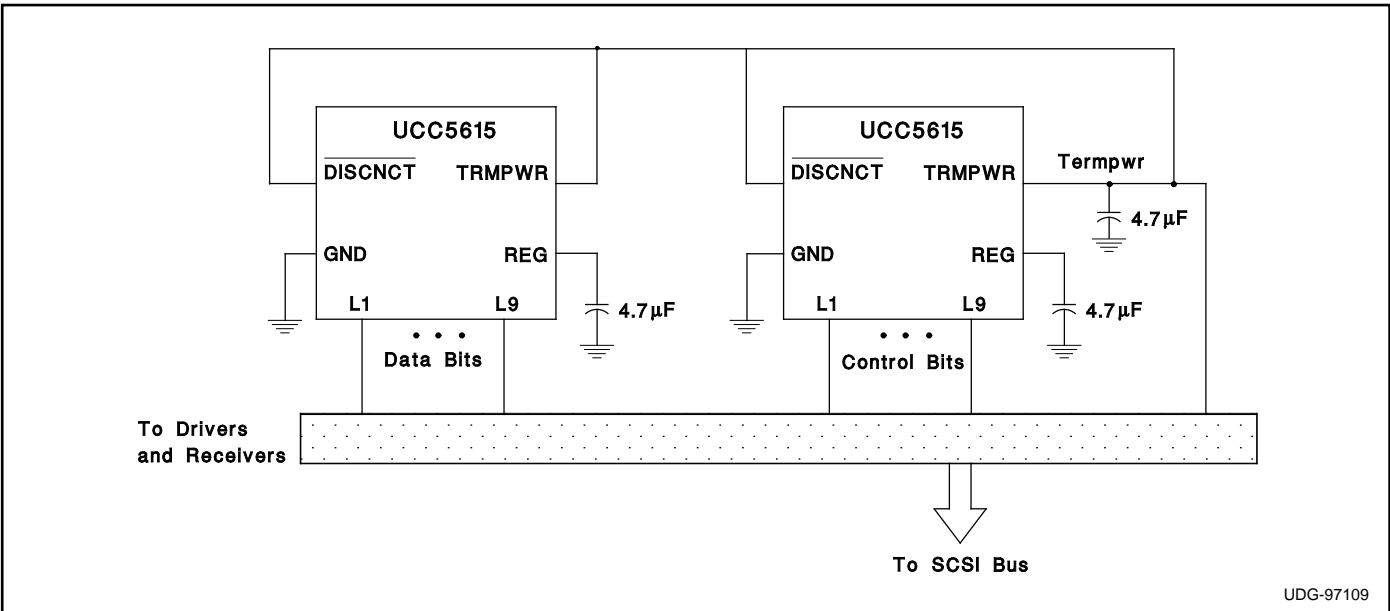 UCC5615
DISCNCT TRMPWR
GND REG
L1 L9
4.7µF
• • •
Data Bits
UCC5615
DISCNCT TRMPWR
GND REG
L1 L9
Termpwr
4.7µF
4.7µF
• • •
Control Bits
To Drivers
and Receivers
To SCSI Bus
UDG-97109